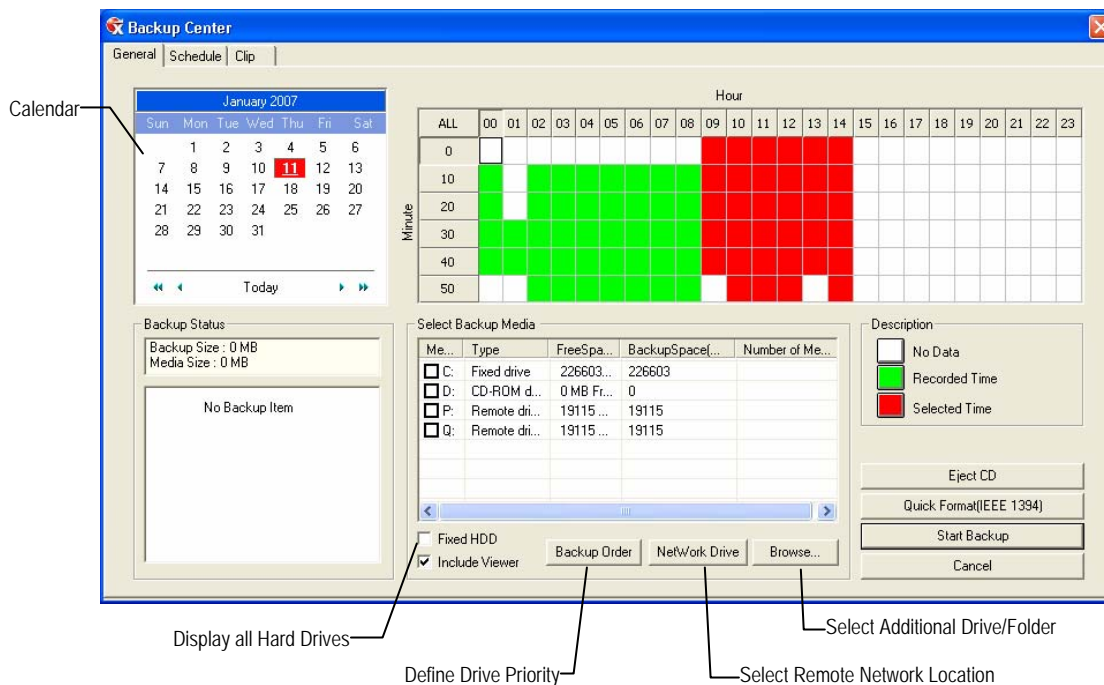 Backup Center
General Schedule Clip
Calendar
January 2007
Sun Mon Tue Wed Thu Fri Sat
1 2 3 4 5 6
7 8 9 10 11 12 13
14 15 16 17 18 19 20
21 22 23 24 25 26 27
28 29 30 31
Today
Hour
ALL 00 01 02 03 04 05 06 07 08 09 10 11 12 13 14 15 16 17 18 19 20 21 22 23
Minute
0
10
20
30
40
50
Backup Status
Backup Size : 0 MB
Media Size : 0 MB
No Backup Item
Select Backup Media
Me... Type FreeSpa... BackupSpace(... Number of Me...
C: Fixed drive 226603... 226603
D: CD-ROM d... 0 MB Fr... 0
P: Remote dri... 19115 ... 19115
Q: Remote dri... 19115 ... 19115
Fixed HDD
Include Viewer
Backup Order NetWork Drive Browse...
Description
No Data
Recorded Time
Selected Time
Eject CD
Quick Format(IEEE 1394)
Start Backup
Cancel
Display all Hard Drives
Define Drive Priority
Select Additional Drive/Folder
Select Remote Network Location